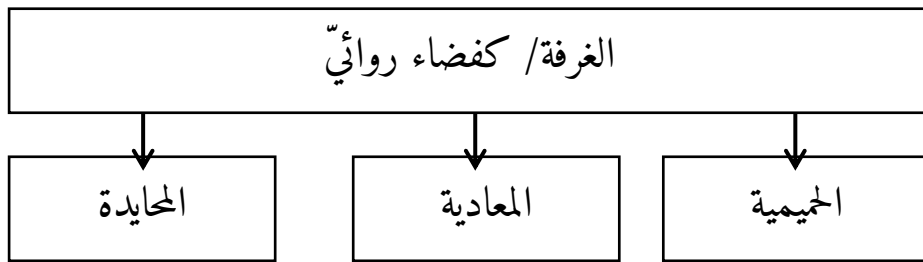 الغرفة/ كفضاء روائيّ
الحميمية
المعادية
المحايدة